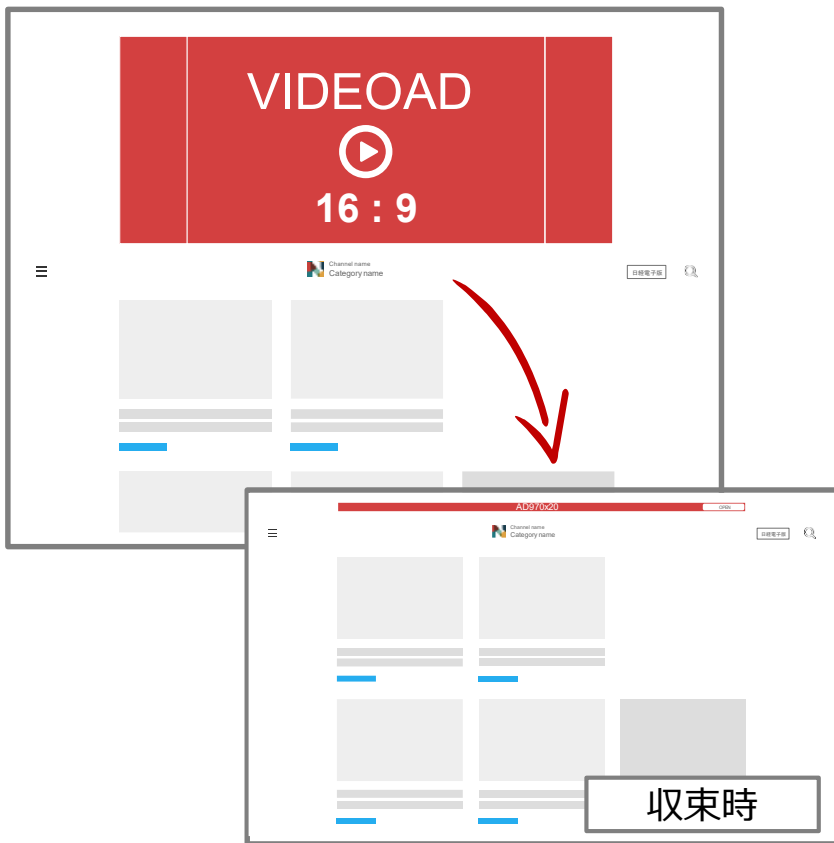 VIDEOAD
16 : 9
Channel name
Category name
日経電子版
AD970x20
OPEN
Channel name
Category name
日経電子版
収束時